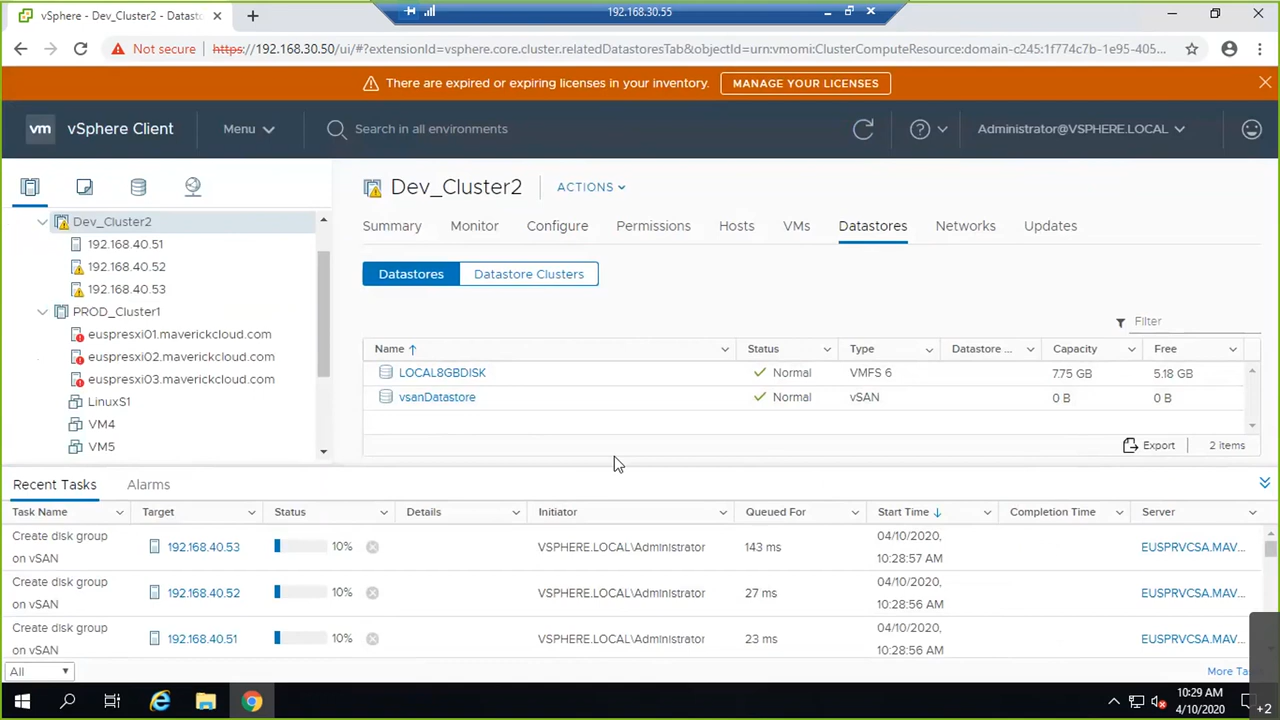 vSphere - Dev_Cluster2 - Datasto
192.168.30.55
Not secure
https://192.168.30.50/ui/#?extensionId=vsphere.core.cluster.relatedDatastoresTab&objectId=urn:vmomi:ClusterComputeResource:domain-c245:1f774c7b-1e95-405...
There are expired or expiring licenses in your inventory.
MANAGE YOUR LICENSES
vm vSphere Client
Menu
Search in all environments
Administrator@VSPHERE.LOCAL
Dev_Cluster2
192.168.40.51
192.168.40.52
192.168.40.53
PROD_Cluster1
euspresxi01.maverickcloud.com
euspresxi02.maverickcloud.com
euspresxi03.maverickcloud.com
LinuxS1
VM4
VM5
Dev_Cluster2
ACTIONS
Summary Monitor Configure Permissions Hosts VMs Datastores Networks Updates
Datastores Datastore Clusters
Filter
Name Status Type Datastore ... Capacity Free
LOCAL8GBDISK Normal VMFS 6 7.75 GB 5.18 GB
vsanDatastore Normal vSAN 0 B 0 B
Export 2 items
Recent Tasks Alarms
Task Name Target Status Details Initiator Queued For Start Time Completion Time Server
Create disk group on vSAN 192.168.40.53 10% VSPHERE.LOCAL\Administrator 143 ms 04/10/2020, 10:28:57 AM EUSPRVCSA.MAV...
Create disk group on vSAN 192.168.40.52 10% VSPHERE.LOCAL\Administrator 27 ms 04/10/2020, 10:28:56 AM EUSPRVCSA.MAV...
Create disk group on vSAN 192.168.40.51 10% VSPHERE.LOCAL\Administrator 23 ms 04/10/2020, 10:28:56 AM EUSPRVCSA.MAV...
All
More Ta
10:29 AM
4/10/2020
+2